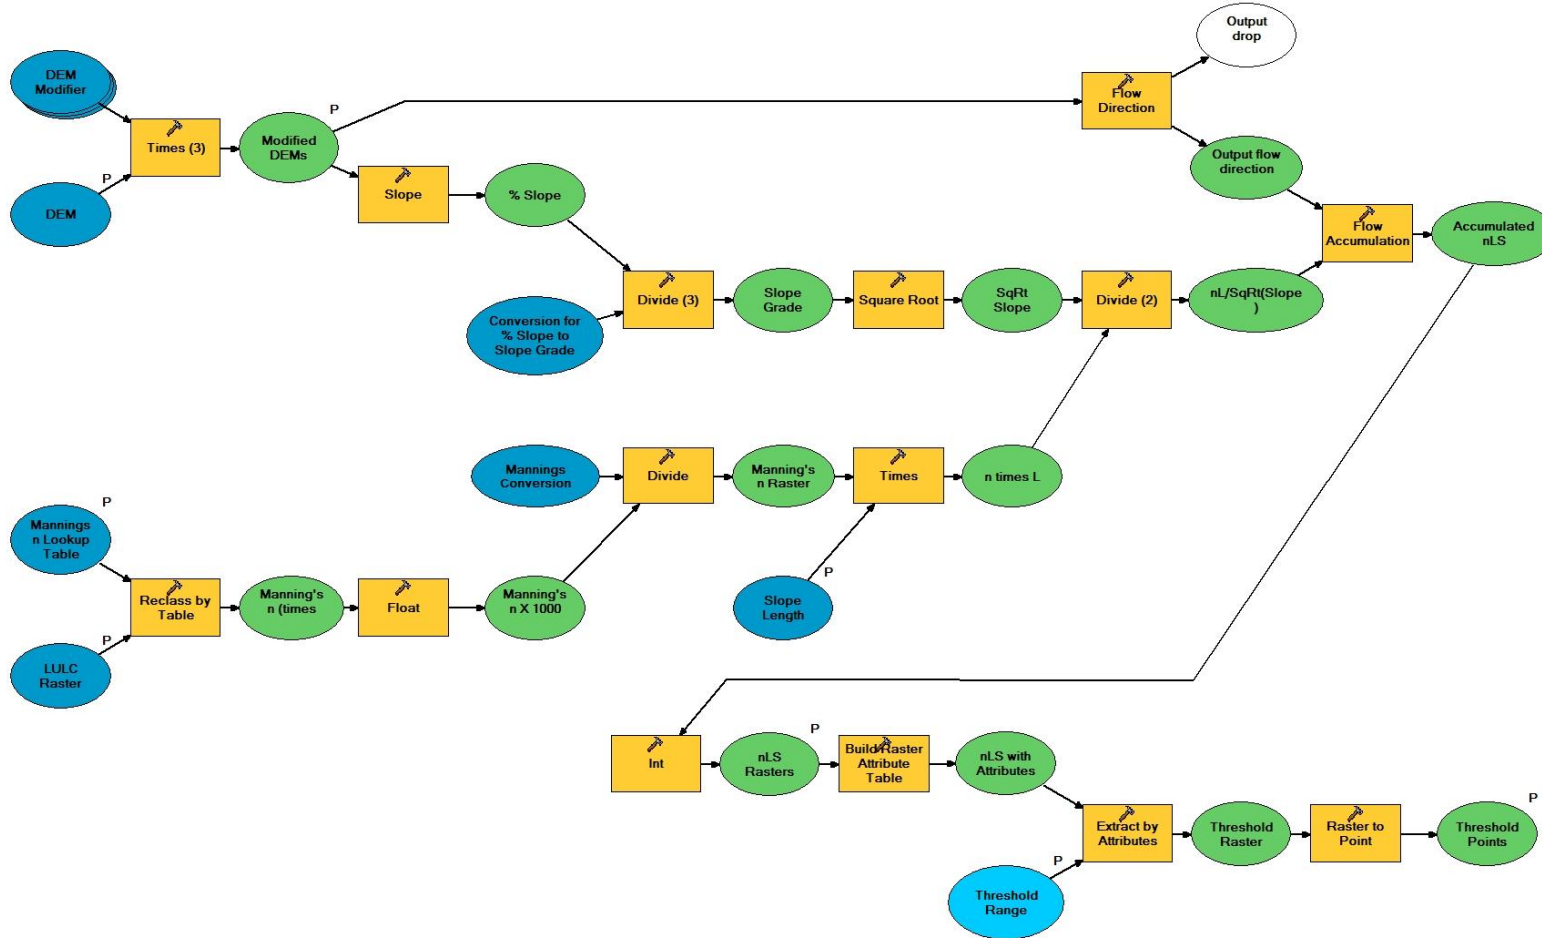 Output
drop
DEM
Modifier
P
Flow
Direction
Times (3)
Modified
DEMs
Output flow
direction
P
Slope
% Slope
DEM
Flow
Accumulation
Accumulated
nLS
Divide (3)
Slope
Grade
Square Root
SqRt
Slope
Divide (2)
nL/SqRt(Slope
)
Conversion for
% Slope to
Slope Grade
Mannings
Conversion
Divide
Manning's
n Raster
Times
n times L
P
Mannings
n Lookup
Table
P
Slope
Length
Reclass by
Table
Manning's
n (times
Float
Manning's
n X 1000
P
LULC
Raster
Int
nLS
Rasters
P
Build Raster
Attribute
Table
nLS with
Attributes
Extract by
Attributes
Threshold
Raster
Raster to
Point
Threshold
Points
P
P
Threshold
Range